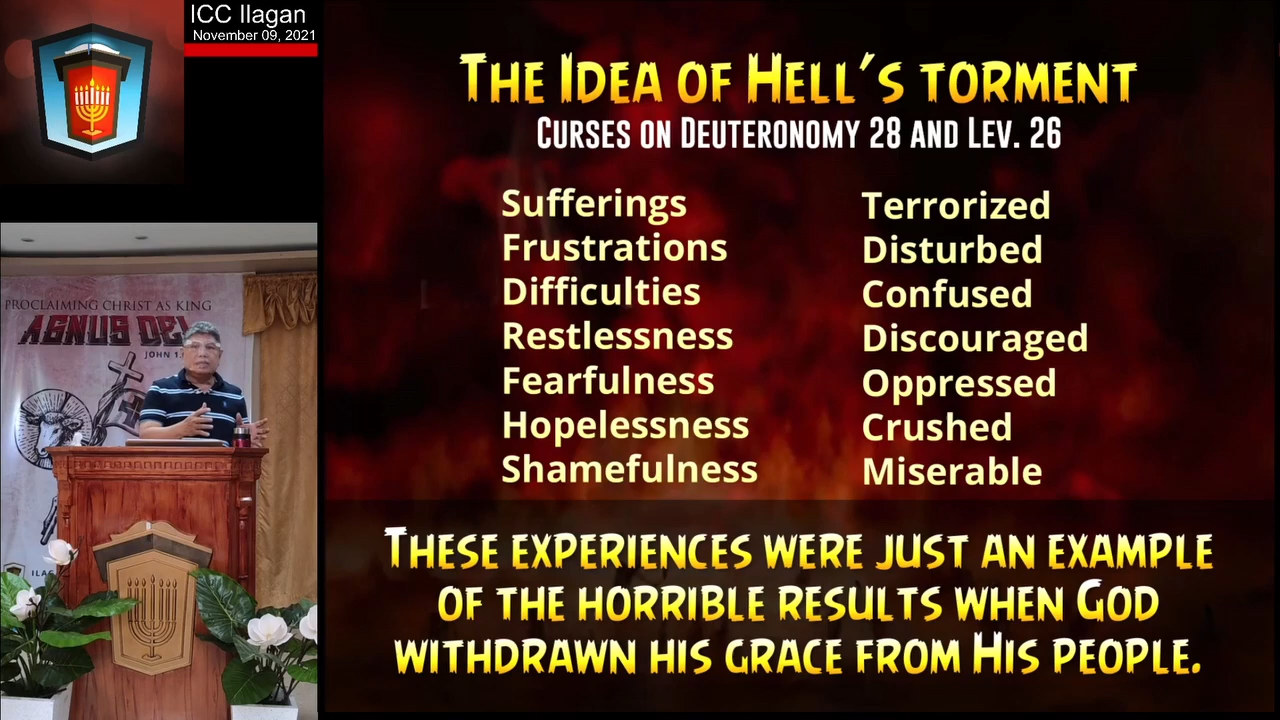 ICC Ilagan
November 09, 2021
THE IDEA OF HELL'S TORMENT
CURSES ON DEUTERONOMY 28 AND LEV. 26
Sufferings
Frustrations
Difficulties
Restlessness
Fearfulness
Hopelessness
Shamefulness
Terrorized
Disturbed
Confused
Discouraged
Oppressed
Crushed
Miserable
THESE EXPERIENCES WERE JUST AN EXAMPLE
OF THE HORRIBLE RESULTS WHEN GOD
WITHDRAWN HIS GRACE FROM HIS PEOPLE.
PROCLAIMING CHRIST AS KING
AGNUS DEI
JOHN